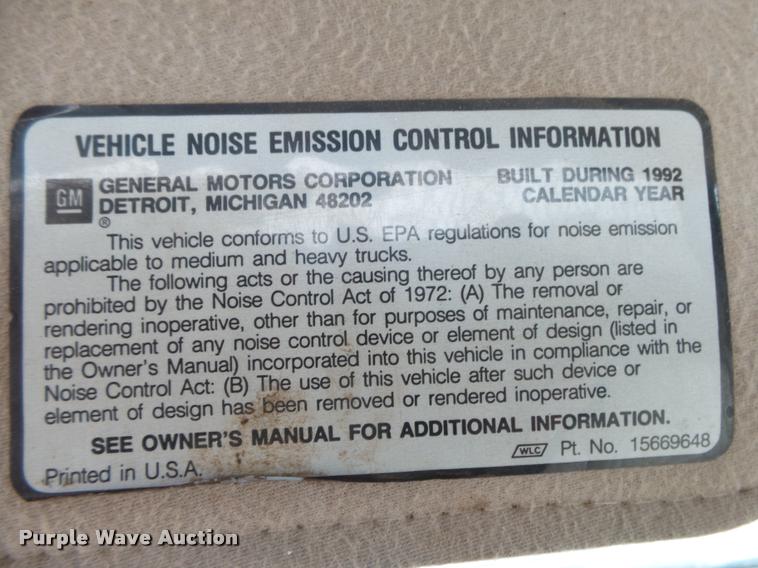 VEHICLE NOISE EMISSION CONTROL INFORMATION
GM GENERAL MOTORS CORPORATION BUILT DURING 1992
DETROIT, MICHIGAN 48202 CALENDAR YEAR
®
This vehicle conforms to U.S. EPA regulations for noise emission
applicable to medium and heavy trucks.
The following acts or the causing thereof by any person are
prohibited by the Noise Control Act of 1972: (A) The removal or
rendering inoperative, other than for purposes of maintenance, repair, or
replacement of any noise control device or element of design (listed in
the Owner's Manual) incorporated into this vehicle in compliance with the
Noise Control Act: (B) The use of this vehicle after such device or
element of design has been removed or rendered inoperative.
SEE OWNER'S MANUAL FOR ADDITIONAL INFORMATION.
Printed in U.S.A. WLC Pt. No. 15669648
Purple Wave Auction